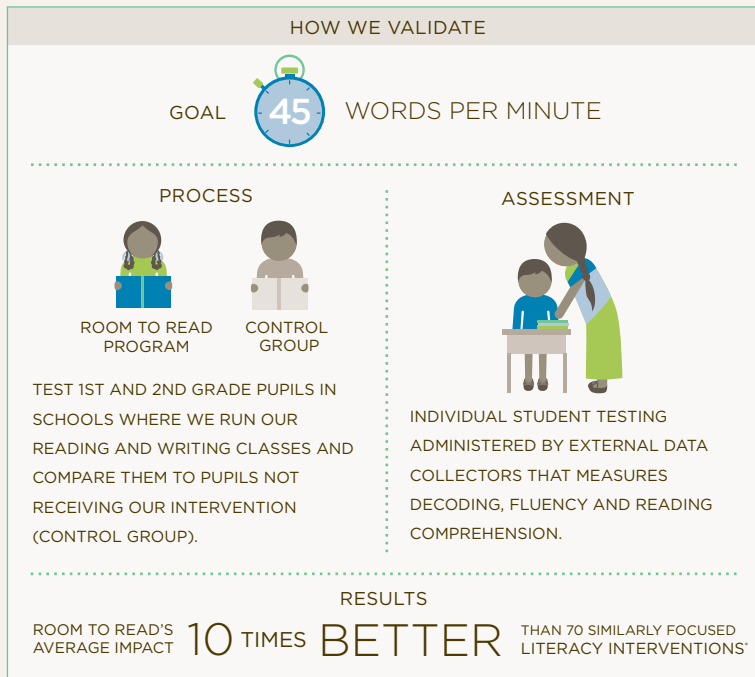 HOW WE VALIDATE
GOAL 45 WORDS PER MINUTE
PROCESS
ROOM TO READ
PROGRAM
CONTROL
GROUP
TEST 1ST AND 2ND GRADE PUPILS IN
SCHOOLS WHERE WE RUN OUR
READING AND WRITING CLASSES AND
COMPARE THEM TO PUPILS NOT
RECEIVING OUR INTERVENTION
(CONTROL GROUP).
ASSESSMENT
INDIVIDUAL STUDENT TESTING
ADMINISTERED BY EXTERNAL DATA
COLLECTORS THAT MEASURES
DECODING, FLUENCY AND READING
COMPREHENSION.
RESULTS
ROOM TO READ'S
AVERAGE IMPACT
10 TIMES BETTER
THAN 70 SIMILARLY FOCUSED
LITERACY INTERVENTIONS*